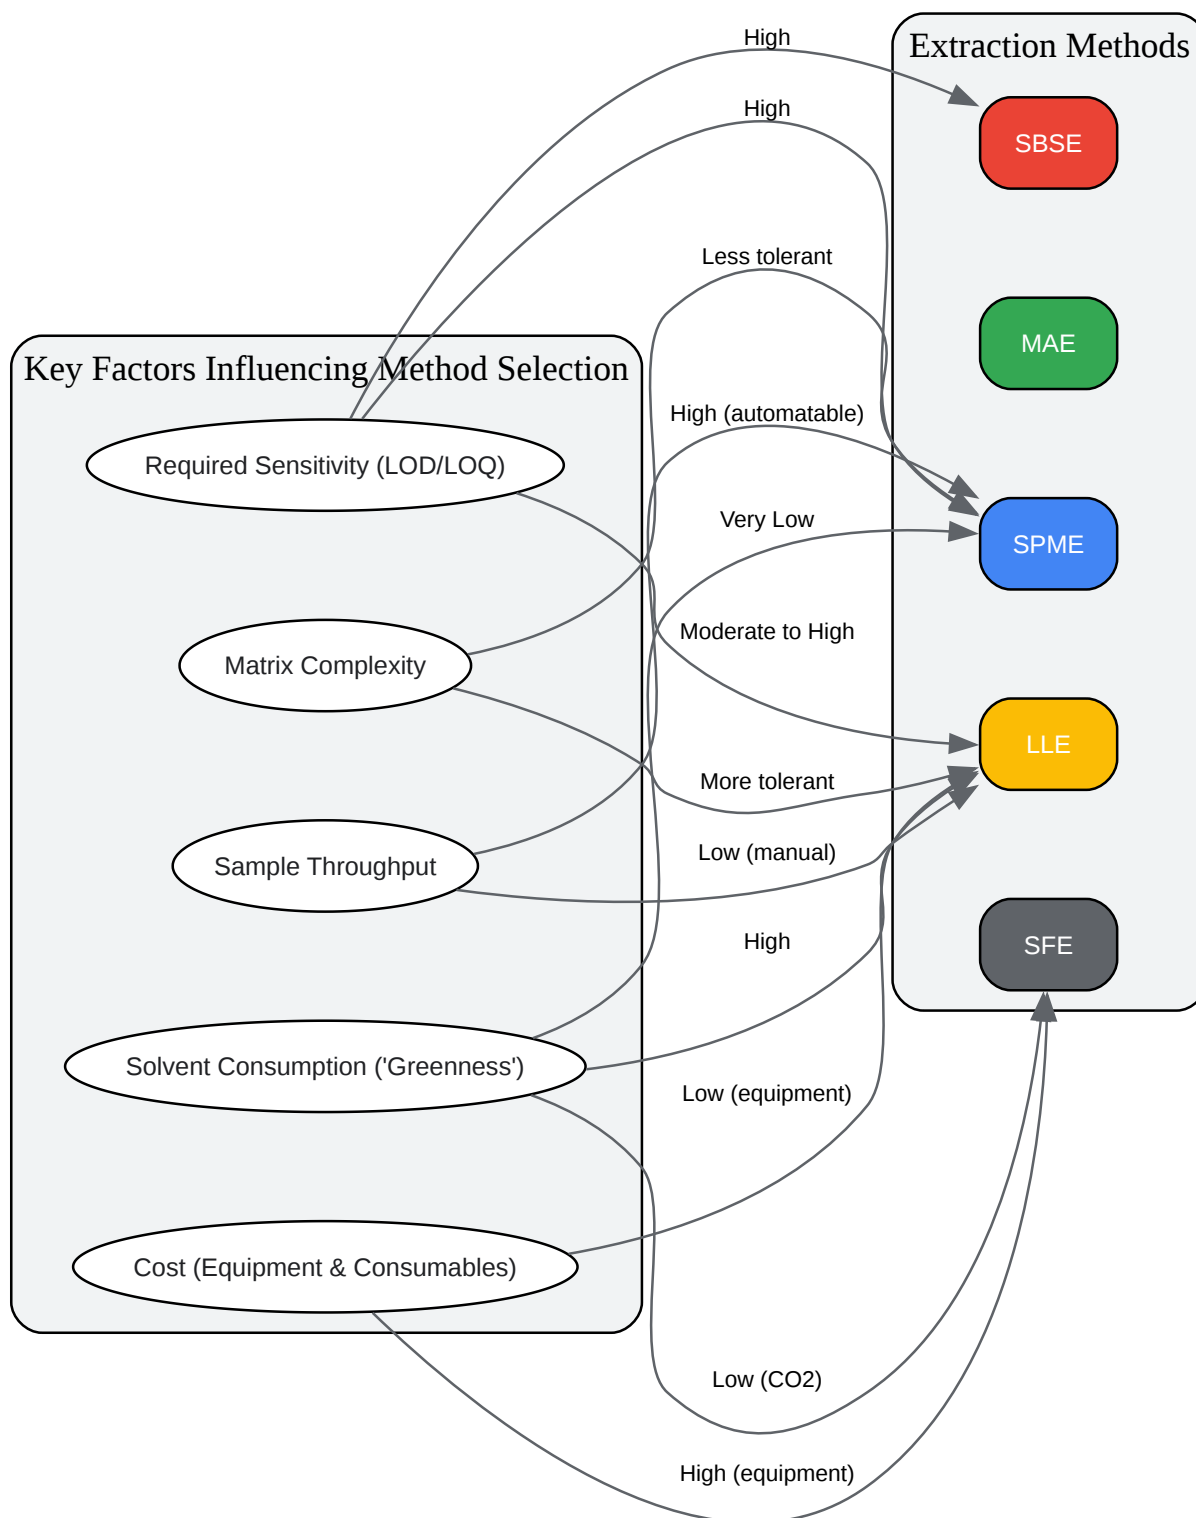 High
Extraction Methods
SBSE
High
Less tolerant
MAE
Key Factors Influencing Method Selection
High (automatable)
Required Sensitivity (LOD/LOQ)
Very Low
SPME
Moderate to High
Matrix Complexity
LLE
More tolerant
Low (manual)
Sample Throughput
High
SFE
Solvent Consumption ('Greenness')
Low (equipment)
Cost (Equipment & Consumables)
Low (CO2)
High (equipment)